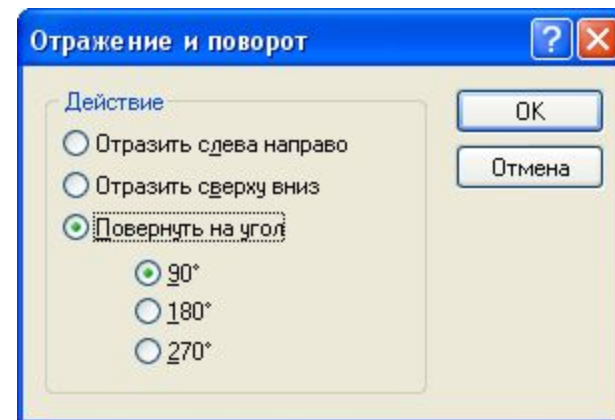 Отражение и поворот
Действие
Отразить слева направо
Отразить сверху вниз
Повернуть на угол
90°
180°
270°
OK
Отмена